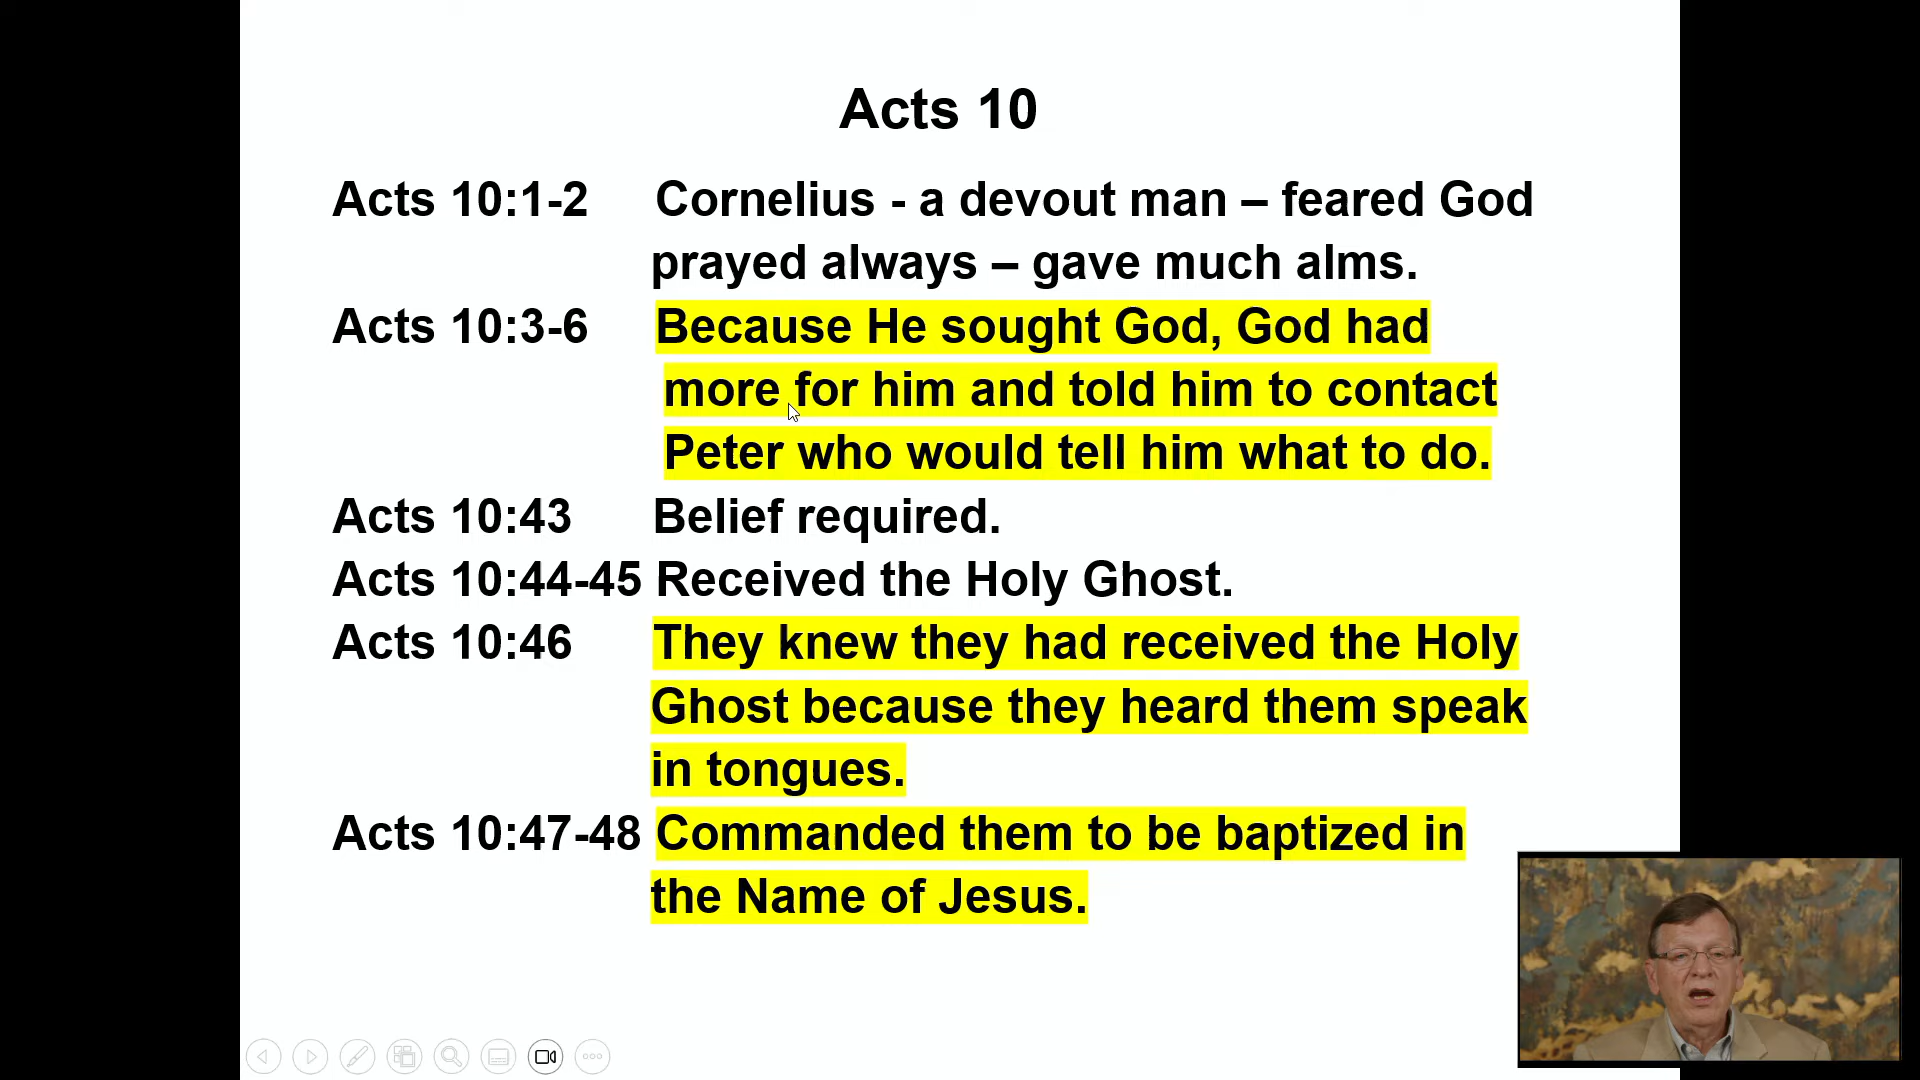 Acts 10
Acts 10:1-2 Cornelius - a devout man – feared God
prayed always – gave much alms.
Acts 10:3-6 Because He sought God, God had
more for him and told him to contact
Peter who would tell him what to do.
Acts 10:43 Belief required.
Acts 10:44-45 Received the Holy Ghost.
Acts 10:46 They knew they had received the Holy
Ghost because they heard them speak
in tongues.
Acts 10:47-48 Commanded them to be baptized in
the Name of Jesus.